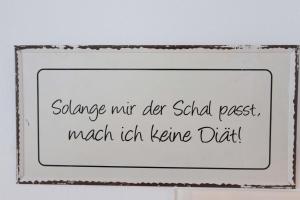 Solange mir der Schal passt,
mach ich keine Diät!